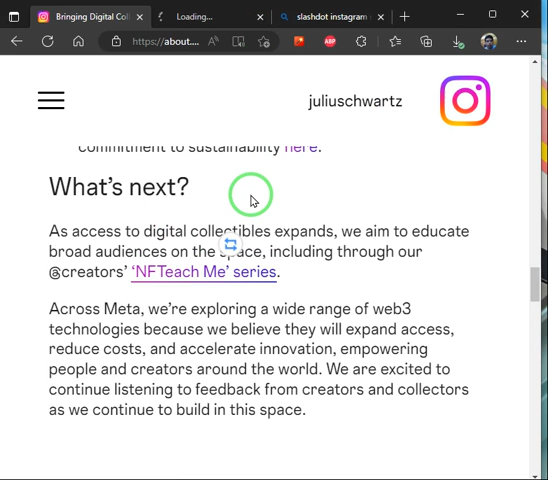 Bringing Digital Col
Loading...
slashdot instagram
https://about....
ABP
juliuschwartz
commitment to sustainability here.
What's next?
As access to digital collectibles expands, we aim to educate
broad audiences on the space, including through our
@creators' 'NFTeach Me' series.
Across Meta, we're exploring a wide range of web3
technologies because we believe they will expand access,
reduce costs, and accelerate innovation, empowering
people and creators around the world. We are excited to
continue listening to feedback from creators and collectors
as we continue to build in this space.